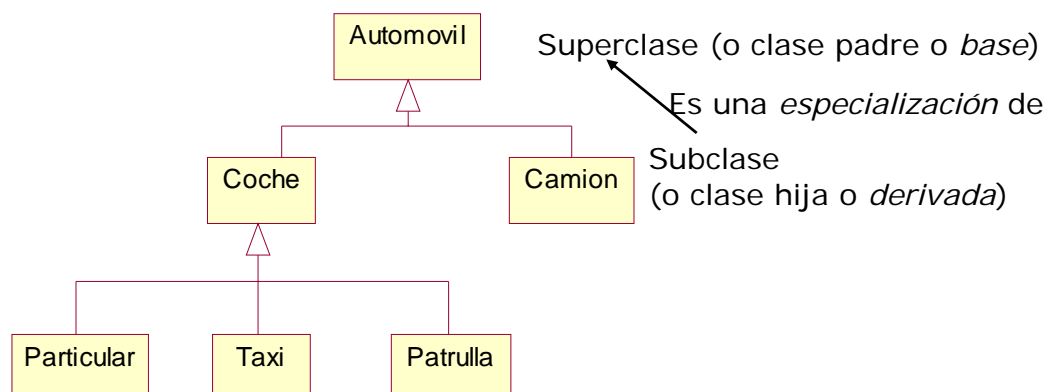 Automovil
Superclase (o clase padre o base)
Es una especialización de
Coche
Camion
Subclase
(o clase hija o derivada)
Particular
Taxi
Patrulla